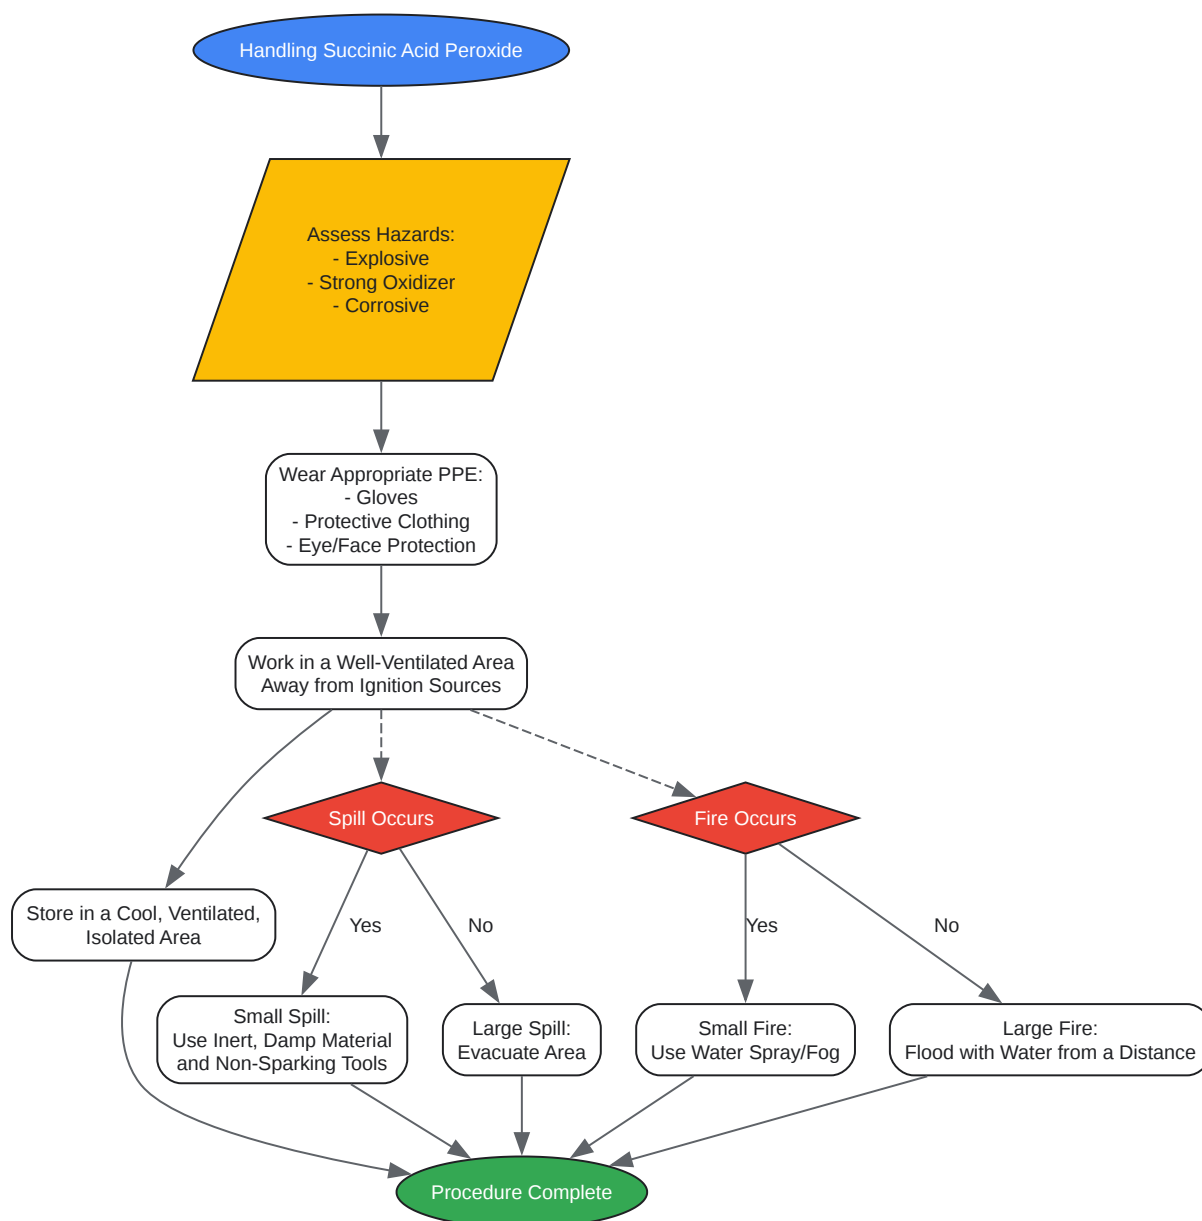 Handling Succinic Acid Peroxide
Assess Hazards:
- Explosive
- Strong Oxidizer
- Corrosive
Wear Appropriate PPE:
- Gloves
- Protective Clothing
- Eye/Face Protection
Work in a Well-Ventilated Area
Away from Ignition Sources
Spill Occurs
Fire Occurs
Store in a Cool, Ventilated,
Isolated Area
Yes
No
Yes
No
Small Spill:
Use Inert, Damp Material
and Non-Sparking Tools
Large Spill:
Evacuate Area
Small Fire:
Use Water Spray/Fog
Large Fire:
Flood with Water from a Distance
Procedure Complete